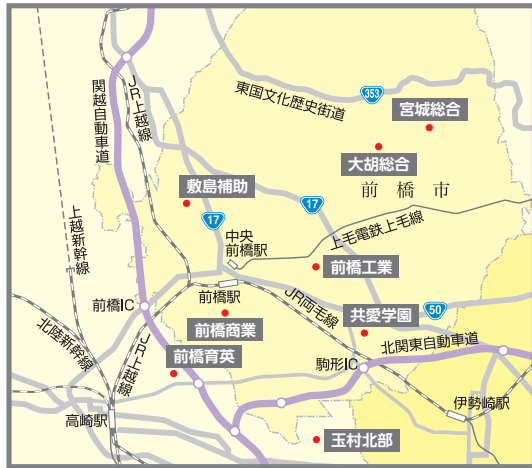 関越自動車道
JR上越線
東国文化歴史街道
353
宮城総合
大胡総合
前橋市
敷島補助
17
17
上毛電鉄上毛線
中央
前橋駅
上越新幹線
前橋工業
前橋IC
前橋駅
JR両毛線
50
前橋商業
共愛学園
北関東自動車道
北陸新幹線
JR上越線
前橋育英
駒形IC
高崎駅
伊勢崎駅
玉村北部